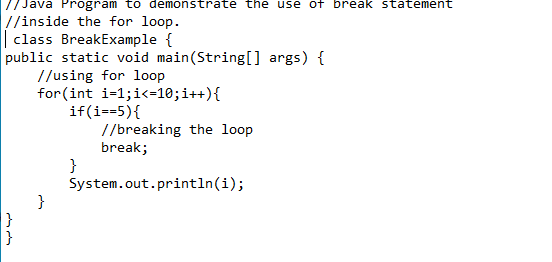 //Java Program to demonstrate the use of break statement
//inside the for loop.
class BreakExample {
public static void main(String[] args) {
    //using for loop
    for(int i=1;i<=10;i++){
        if(i==5){
            //breaking the loop
            break;
        }
        System.out.println(i);
    }
}
}